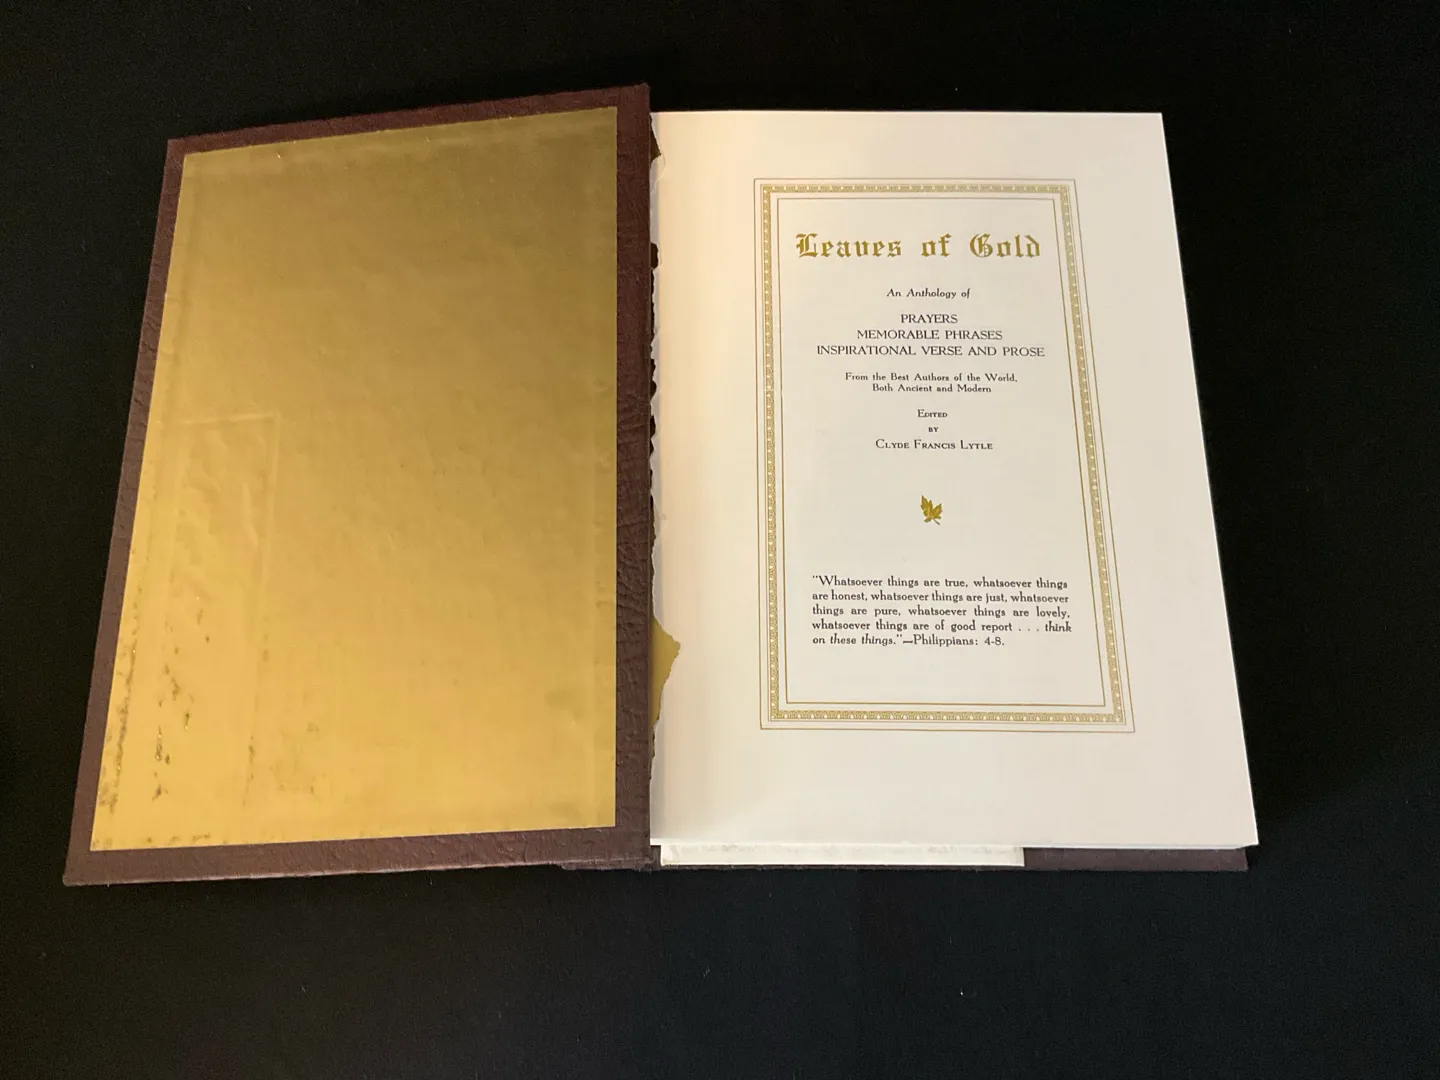 Leaves of Gold
An Anthology of
PRAYERS
MEMORABLE PHRASES
INSPIRATIONAL VERSE AND PROSE
From the Best Authors of the World,
Both Ancient and Modern
Edited
by
Clyde Francis Lytle
"Whatsoever things are true, whatsoever things
are honest, whatsoever things are just, whatsoever
things are pure, whatsoever things are lovely,
whatsoever things are of good report . . . think
on these things."—Philippians: 4-8.